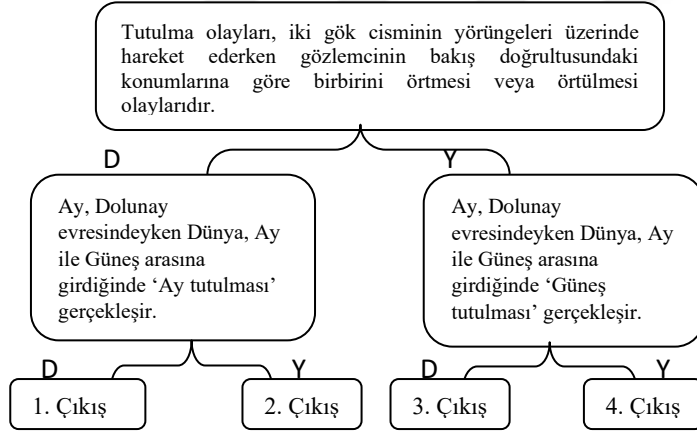 Tutulma olayları, iki gök cisminin yörüngeleri üzerinde
hareket ederken gözlemcinin bakış doğrultusundaki
konumlarına göre birbirini örtmesi veya örtülmesi
olaylarıdır.
D
Y
Ay, Dolunay
evresindeyken Dünya, Ay
ile Güneş arasına
girdiğinde ‘Ay tutulması’
gerçekleşir.
Ay, Dolunay
evresindeyken Dünya, Ay
ile Güneş arasına
girdiğinde ‘Güneş
tutulması’ gerçekleşir.
D
Y
D
Y
1. Çıkış
2. Çıkış
3. Çıkış
4. Çıkış